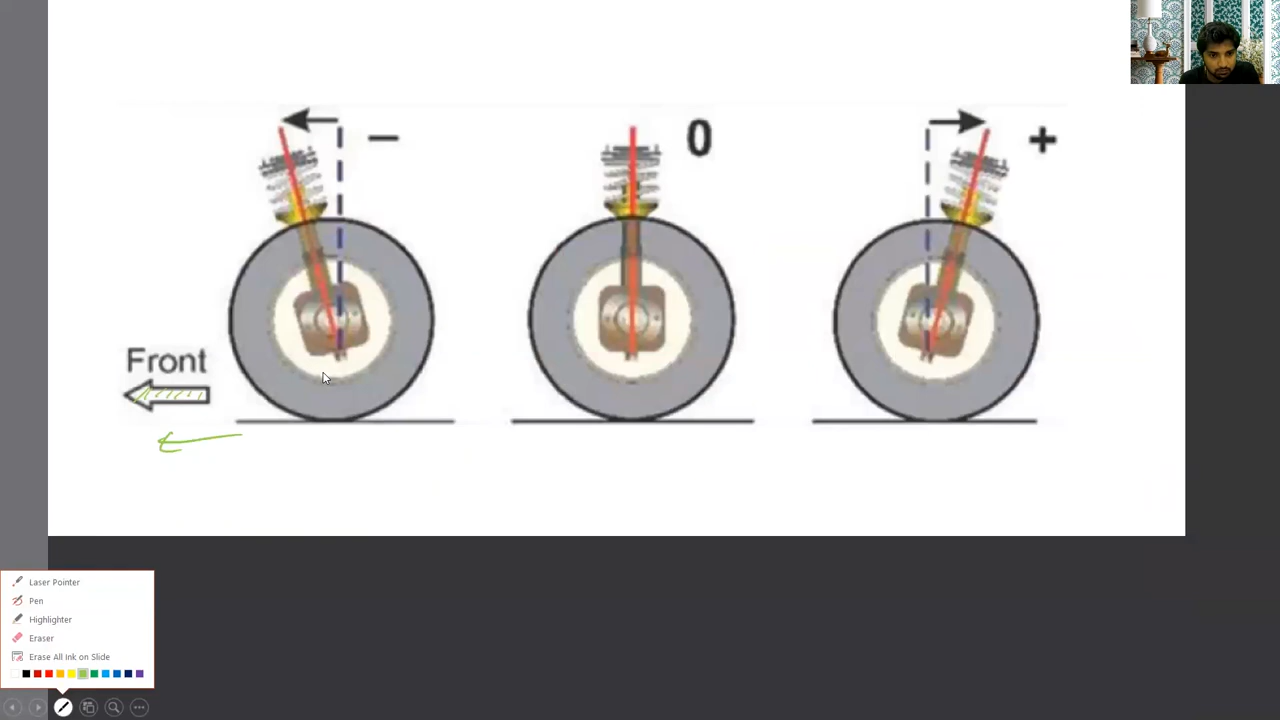 −
0
+
Front
Laser Pointer
Pen
Highlighter
Eraser
Erase All Ink on Slide